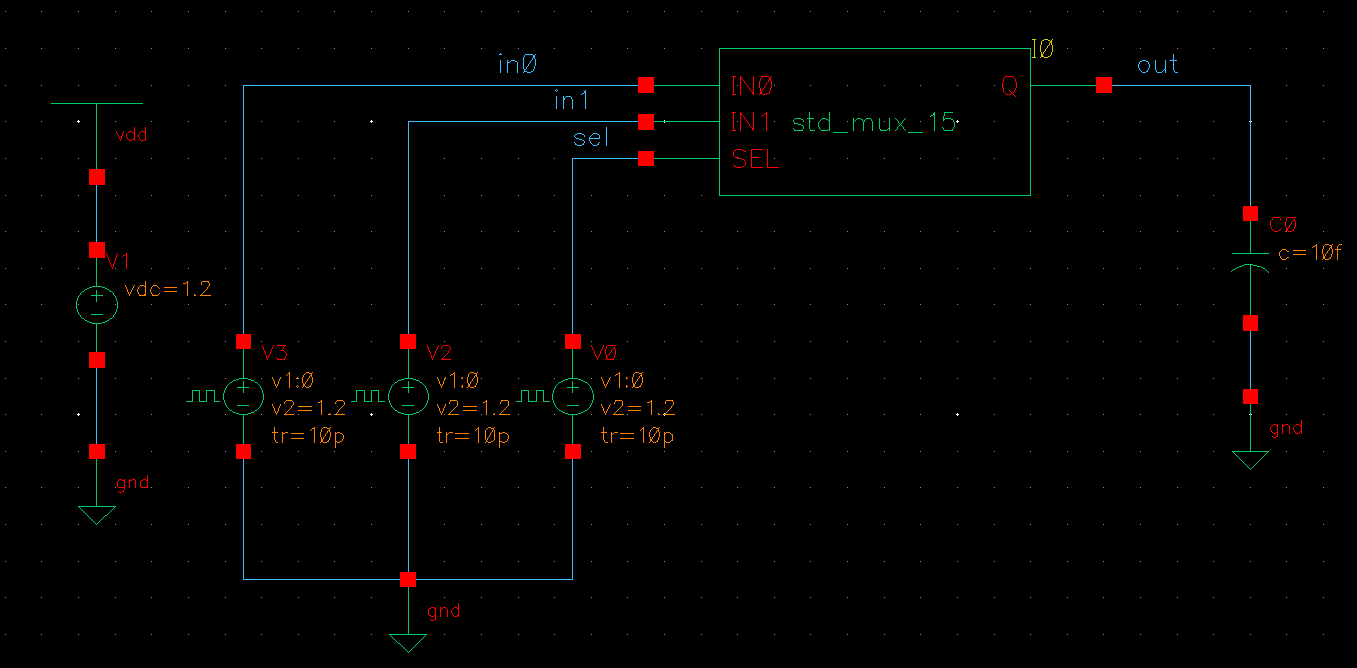 I0
in0
out
IN0
Q
in1
IN1
std_mux_15
vdd
sel
SEL
C0
c=10f
V1
vdc=1.2
V3
v1:0
v2=1.2
tr=10p
V2
v1:0
v2=1.2
tr=10p
V0
v1:0
v2=1.2
tr=10p
gnd
gnd
gnd